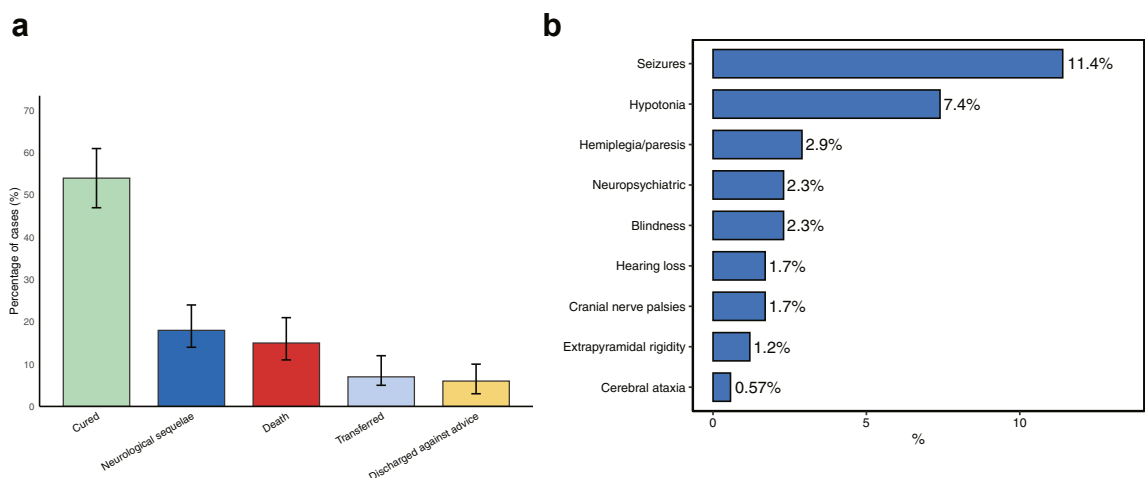 a
Percentage of cases (%)
70
60
50
40
30
20
10
0
Cured
Neurological sequelae
Death
Transferred
Discharged against advice
b
Seizures
11.4%
Hypotonia
7.4%
Hemiplegia/paresis
2.9%
Neuropsychiatric
2.3%
Blindness
2.3%
Hearing loss
1.7%
Cranial nerve palsies
1.7%
Extrapyramidal rigidity
1.2%
Cerebral ataxia
0.57%
0
5
10
%